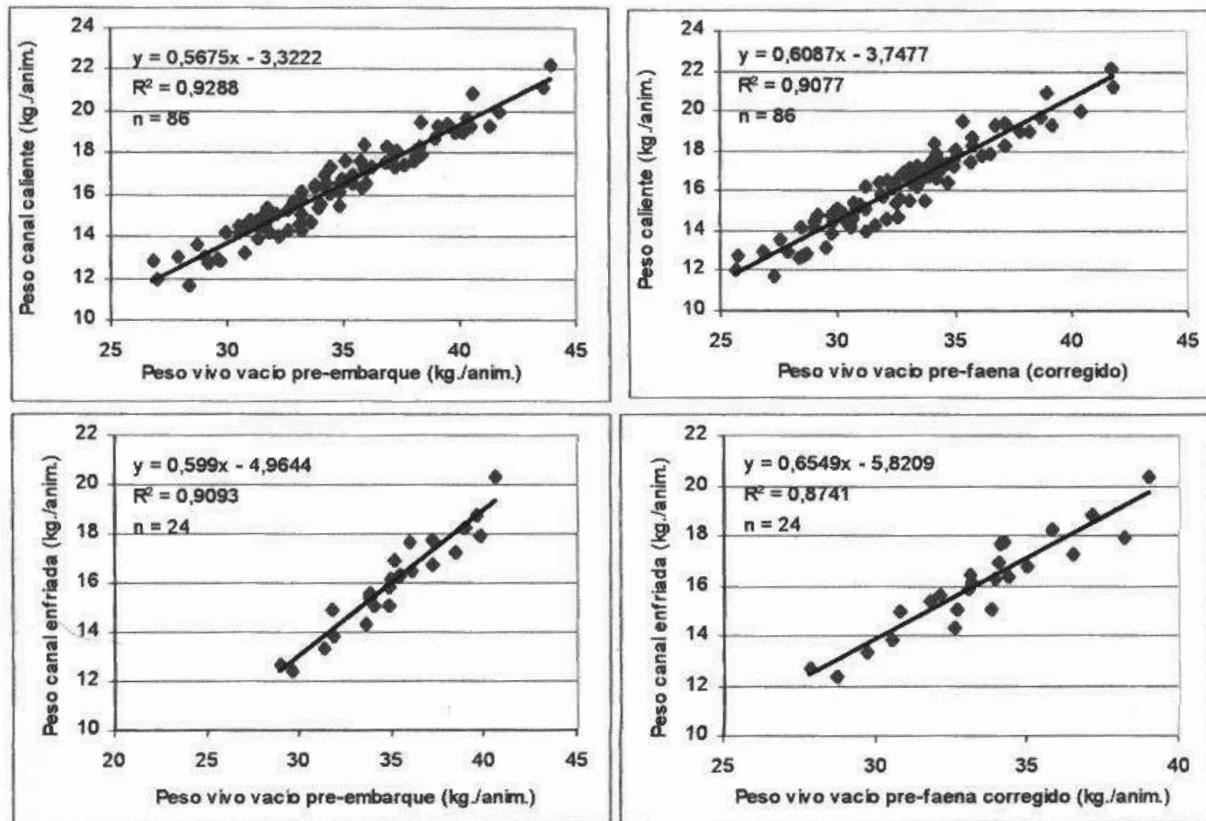 24
22
20
18
16
14
12
10
Peso canal caliente (kg./anim.)
y = 0,5675x - 3,3222
R² = 0,9288
n = 86
25 30 35 40 45
Peso vivo vacio pre-embarque (kg./anim.)
24
22
20
18
16
14
12
10
Peso caliente (kg./anim.)
y = 0,6087x - 3,7477
R² = 0,9077
n = 86
25 30 35 40 45
Peso vivo vacio pre-faena (corregido)
22
20
18
16
14
12
10
Peso canal enfriada (kg./anim.)
y = 0,599x - 4,9644
R² = 0,9093
n = 24
20 25 30 35 40 45
Peso vivo vacio pre-embarque (kg./anim.)
22
20
18
16
14
12
10
Peso canal enfriada (kg./anim.)
y = 0,6549x - 5,8209
R² = 0,8741
n = 24
25 30 35 40
Peso vivo vacio pre-faena corregido (kg./anim.)